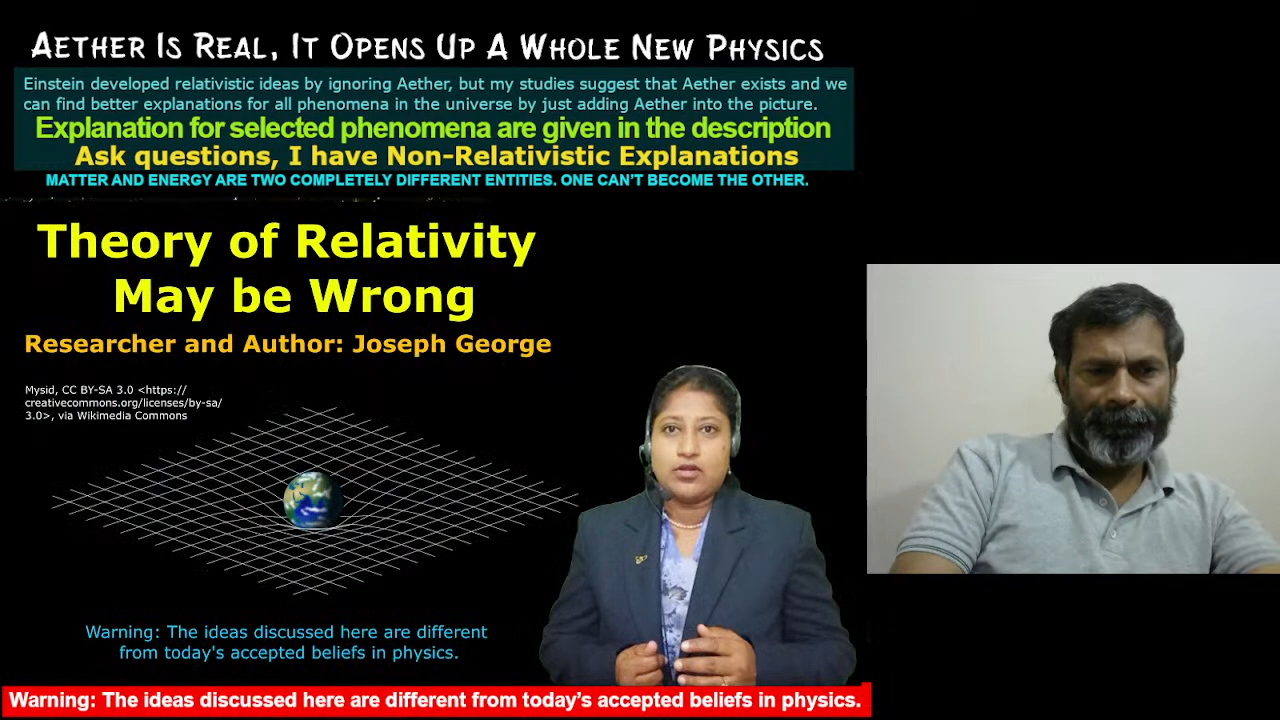 AETHER IS REAL, IT OPENS UP A WHOLE NEW PHYSICS
Einstein developed relativistic ideas by ignoring Aether, but my studies suggest that Aether exists and we
can find better explanations for all phenomena in the universe by just adding Aether into the picture.
Explanation for selected phenomena are given in the description
Ask questions, I have Non-Relativistic Explanations
MATTER AND ENERGY ARE TWO COMPLETELY DIFFERENT ENTITIES. ONE CAN'T BECOME THE OTHER.
Theory of Relativity
May be Wrong
Researcher and Author: Joseph George
Mysid, CC BY-SA 3.0 <https://
creativecommons.org/licenses/by-sa/
3.0>, via Wikimedia Commons
Warning: The ideas discussed here are different
from today's accepted beliefs in physics.
Warning: The ideas discussed here are different from today's accepted beliefs in physics.